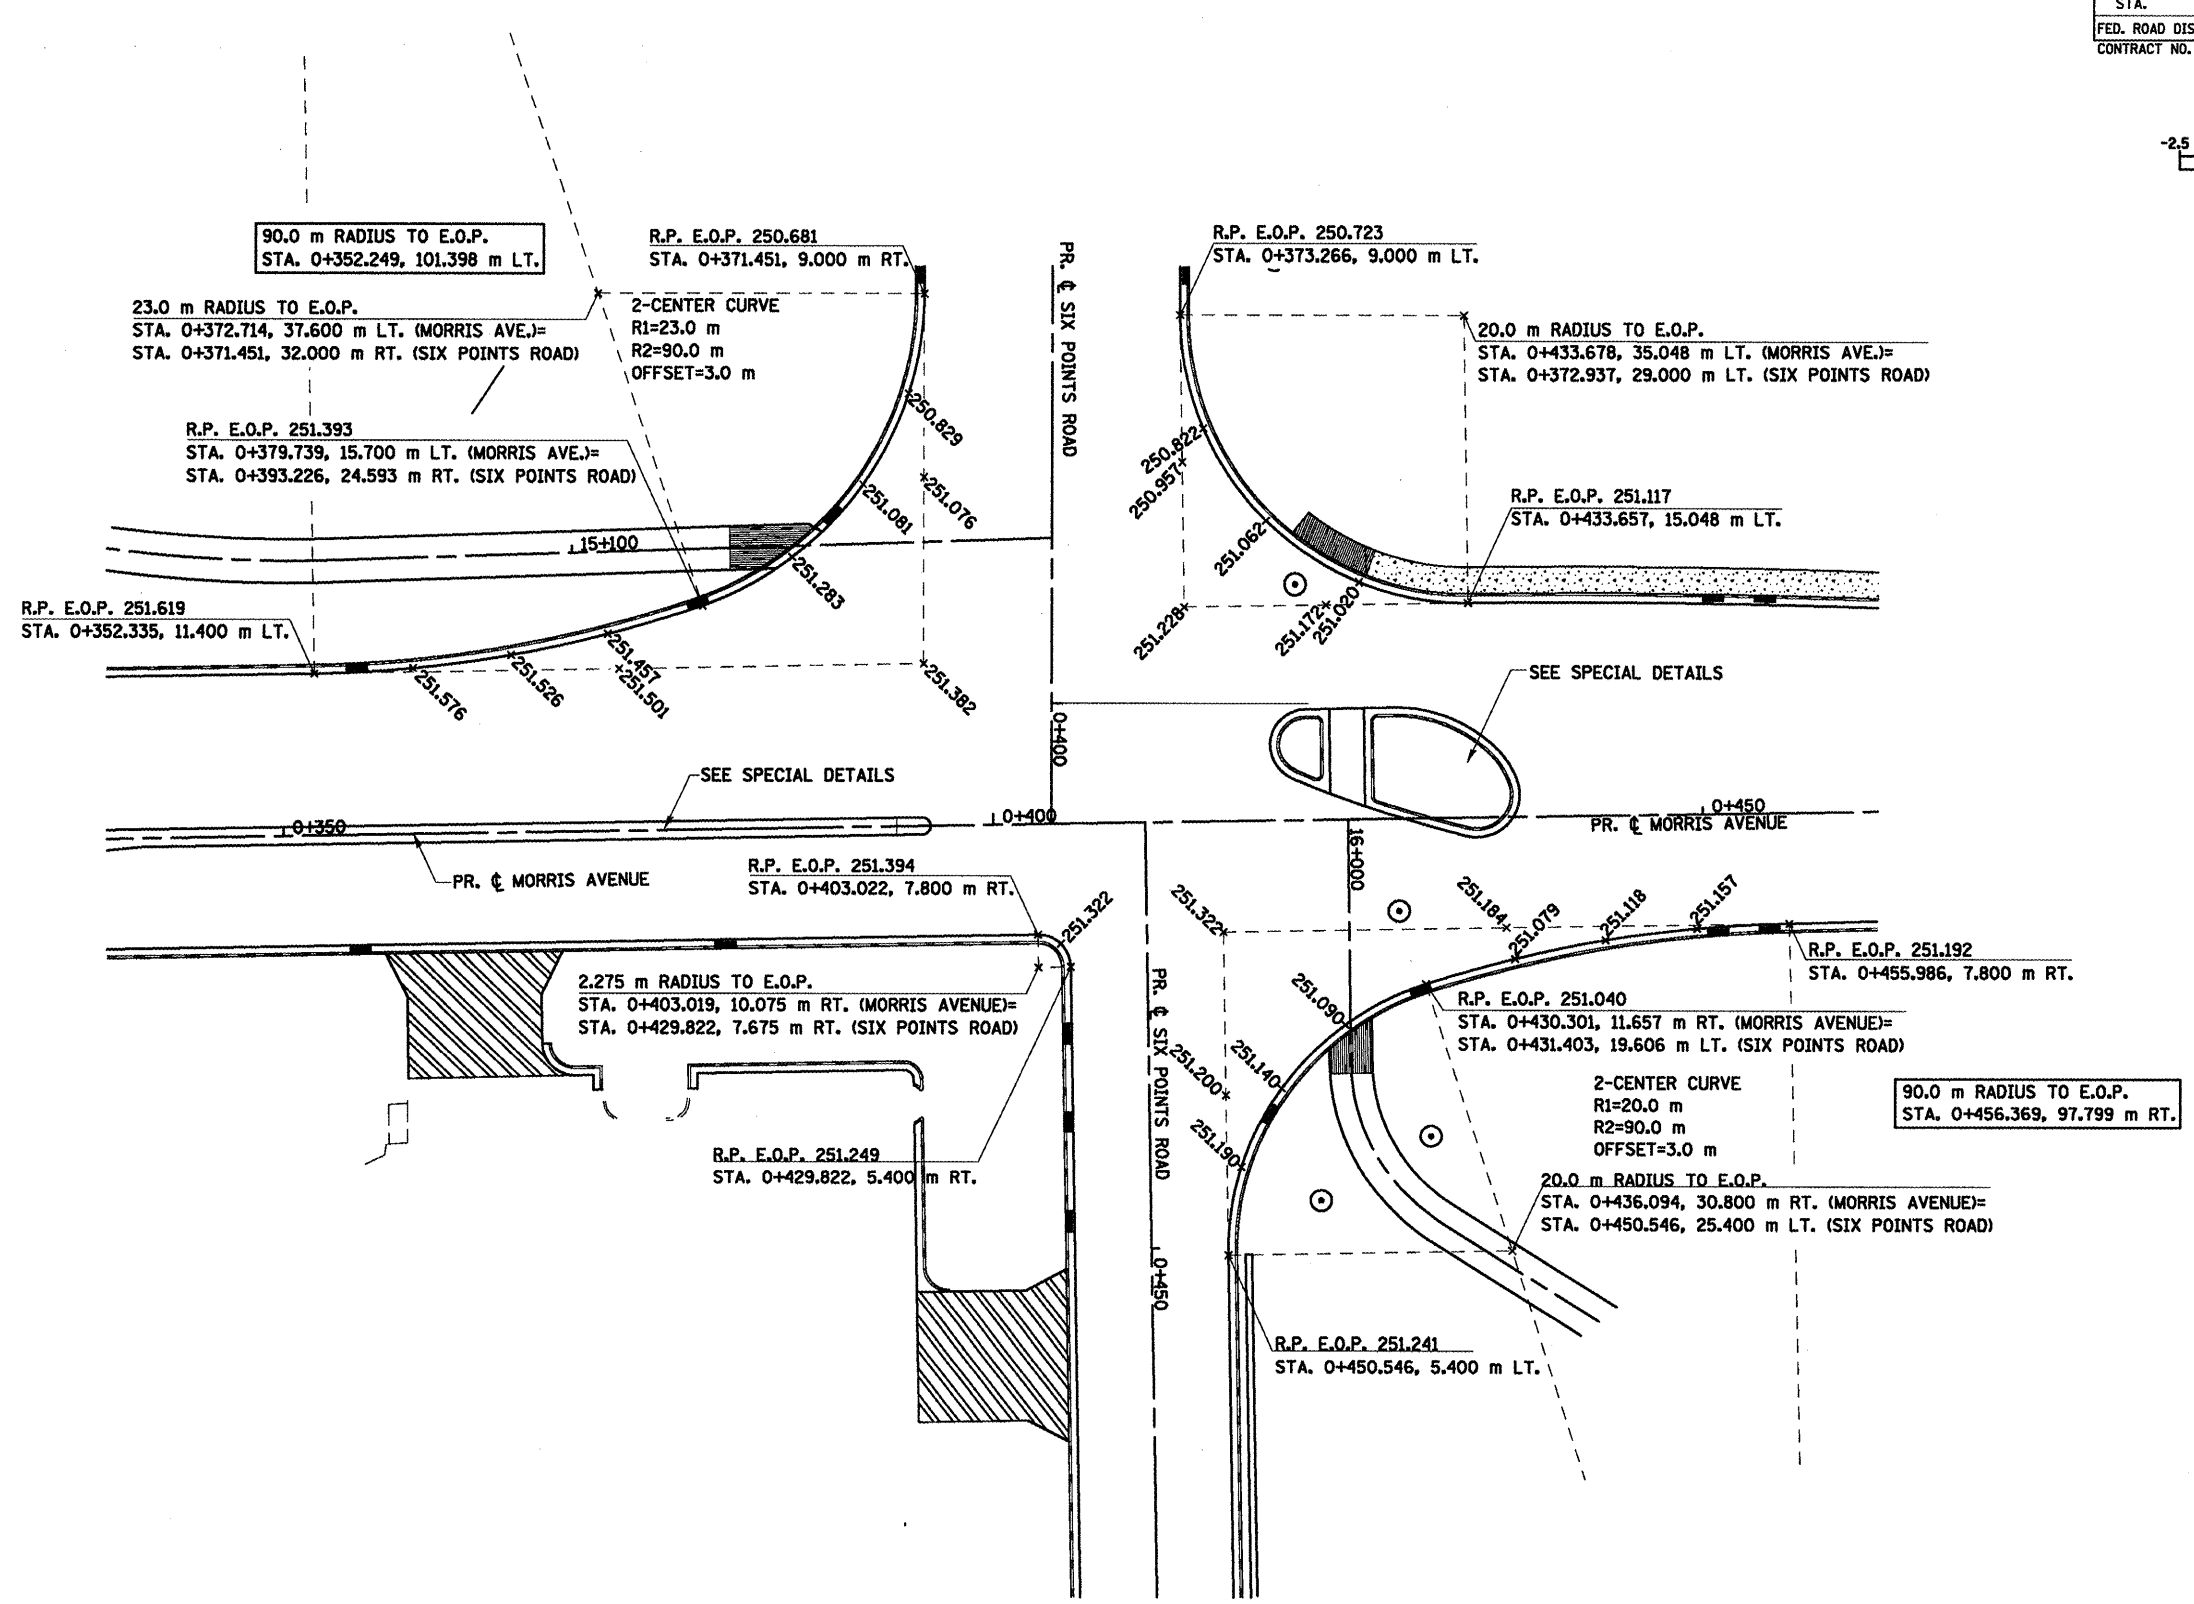 STA.
FED. ROAD DIS
CONTRACT NO.
-2.5
90.0 m RADIUS TO E.O.P.
STA. 0+352.249, 101.398 m LT.
R.P. E.O.P. 250.681
STA. 0+371.451, 9.000 m RT.
PR. ℄ SIX POINTS ROAD
R.P. E.O.P. 250.723
STA. 0+373.266, 9.000 m LT.
23.0 m RADIUS TO E.O.P.
STA. 0+372.714, 37.600 m LT. (MORRIS AVE.)=
STA. 0+371.451, 32.000 m RT. (SIX POINTS ROAD)
2-CENTER CURVE
R1=23.0 m
R2=90.0 m
OFFSET=3.0 m
20.0 m RADIUS TO E.O.P.
STA. 0+433.678, 35.048 m LT. (MORRIS AVE.)=
STA. 0+372.937, 29.000 m LT. (SIX POINTS ROAD)
R.P. E.O.P. 251.393
STA. 0+379.739, 15.700 m LT. (MORRIS AVE.)=
STA. 0+393.226, 24.593 m RT. (SIX POINTS ROAD)
250.829
251.076
251.081
251.283
250.822
250.957
251.062
R.P. E.O.P. 251.117
STA. 0+433.657, 15.048 m LT.
15+100
R.P. E.O.P. 251.619
STA. 0+352.335, 11.400 m LT.
251.576
251.526
251.457
251.501
251.382
251.228
251.172
251.020
SEE SPECIAL DETAILS
0+400
SEE SPECIAL DETAILS
0+350
0+400
0+450
PR. ℄ MORRIS AVENUE
PR. ℄ MORRIS AVENUE
16+000
R.P. E.O.P. 251.394
STA. 0+403.022, 7.800 m RT.
251.322
251.322
251.184
251.079
251.118
251.157
R.P. E.O.P. 251.192
STA. 0+455.986, 7.800 m RT.
2.275 m RADIUS TO E.O.P.
STA. 0+403.019, 10.075 m RT. (MORRIS AVENUE)=
STA. 0+429.822, 7.675 m RT. (SIX POINTS ROAD)
PR. ℄ SIX POINTS ROAD
251.090
251.140
251.200
251.190
R.P. E.O.P. 251.040
STA. 0+430.301, 11.657 m RT. (MORRIS AVENUE)=
STA. 0+431.403, 19.606 m LT. (SIX POINTS ROAD)
2-CENTER CURVE
R1=20.0 m
R2=90.0 m
OFFSET=3.0 m
90.0 m RADIUS TO E.O.P.
STA. 0+456.369, 97.799 m RT.
R.P. E.O.P. 251.249
STA. 0+429.822, 5.400 m RT.
20.0 m RADIUS TO E.O.P.
STA. 0+436.094, 30.800 m RT. (MORRIS AVENUE)=
STA. 0+450.546, 25.400 m LT. (SIX POINTS ROAD)
0+450
R.P. E.O.P. 251.241
STA. 0+450.546, 5.400 m LT.